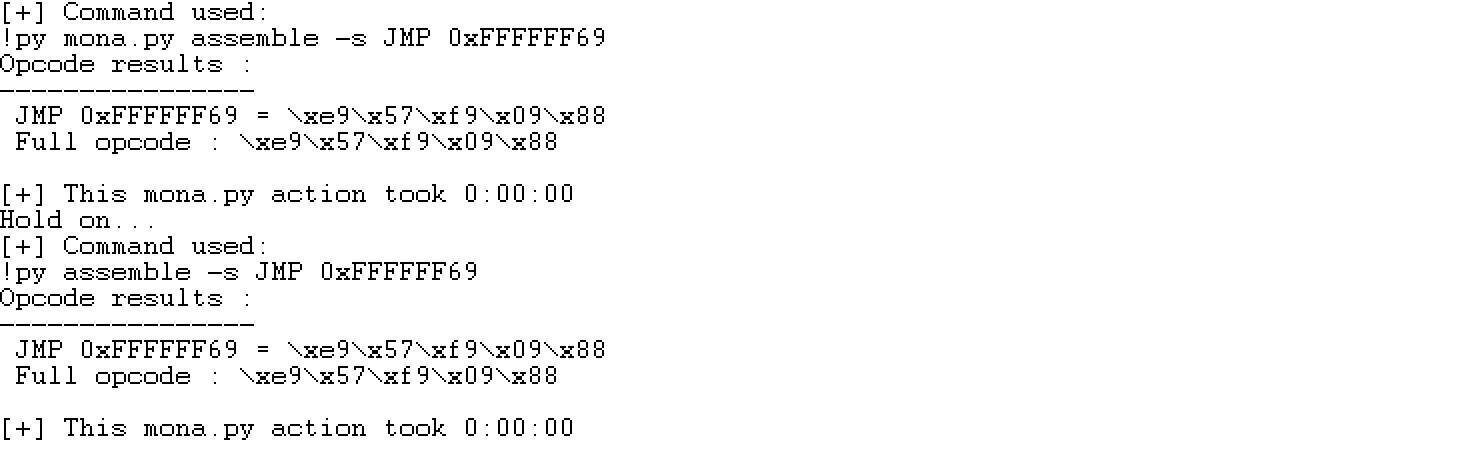 [+] Command used:
!py mona.py assemble -s JMP 0xFFFFFF69
Opcode results :
----------------
 JMP 0xFFFFFF69 = \xe9\x57\xf9\x09\x88
 Full opcode : \xe9\x57\xf9\x09\x88

[+] This mona.py action took 0:00:00
Hold on...
[+] Command used:
!py assemble -s JMP 0xFFFFFF69
Opcode results :
----------------
 JMP 0xFFFFFF69 = \xe9\x57\xf9\x09\x88
 Full opcode : \xe9\x57\xf9\x09\x88

[+] This mona.py action took 0:00:00